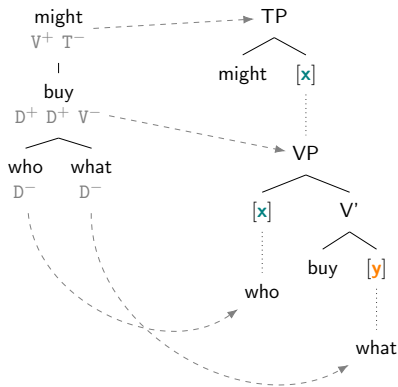 might
V⁺ T⁻
buy
D⁺ D⁺ V⁻
who what
D⁻ D⁻
TP
might [x]
VP
[x] V'
buy [y]
who
what